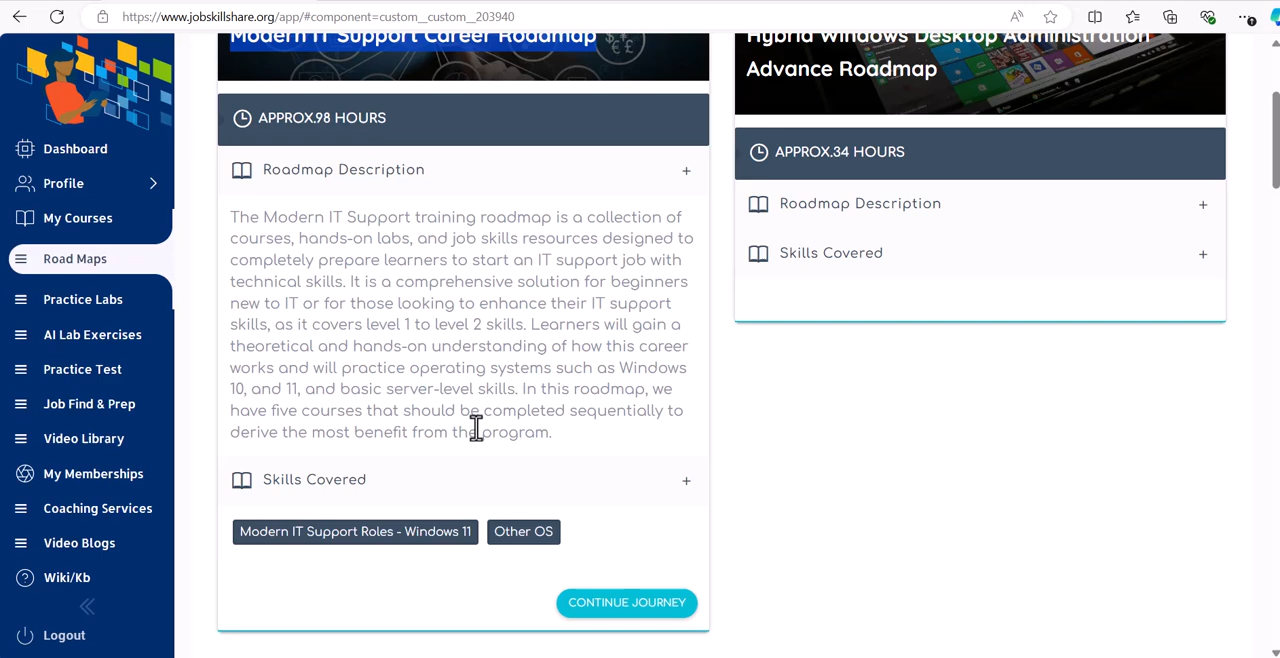 https://www.jobskillshare.org/app/#component=custom__custom__203940
Dashboard
Profile
My Courses
Road Maps
Practice Labs
AI Lab Exercises
Practice Test
Job Find & Prep
Video Library
My Memberships
Coaching Services
Video Blogs
Wiki/Kb
Logout
Modern IT Support Career Roadmap
APPROX.98 HOURS
Roadmap Description +
The Modern IT Support training roadmap is a collection of
courses, hands-on labs, and job skills resources designed to
completely prepare learners to start an IT support job with
technical skills. It is a comprehensive solution for beginners
new to IT or for those looking to enhance their IT support
skills, as it covers level 1 to level 2 skills. Learners will gain a
theoretical and hands-on understanding of how this career
works and will practice operating systems such as Windows
10, and 11, and basic server-level skills. In this roadmap, we
have five courses that should be completed sequentially to
derive the most benefit from the program.
Skills Covered +
Modern IT Support Roles - Windows 11
Other OS
CONTINUE JOURNEY
Hybrid Windows Desktop Administration
Advance Roadmap
APPROX.34 HOURS
Roadmap Description +
Skills Covered +